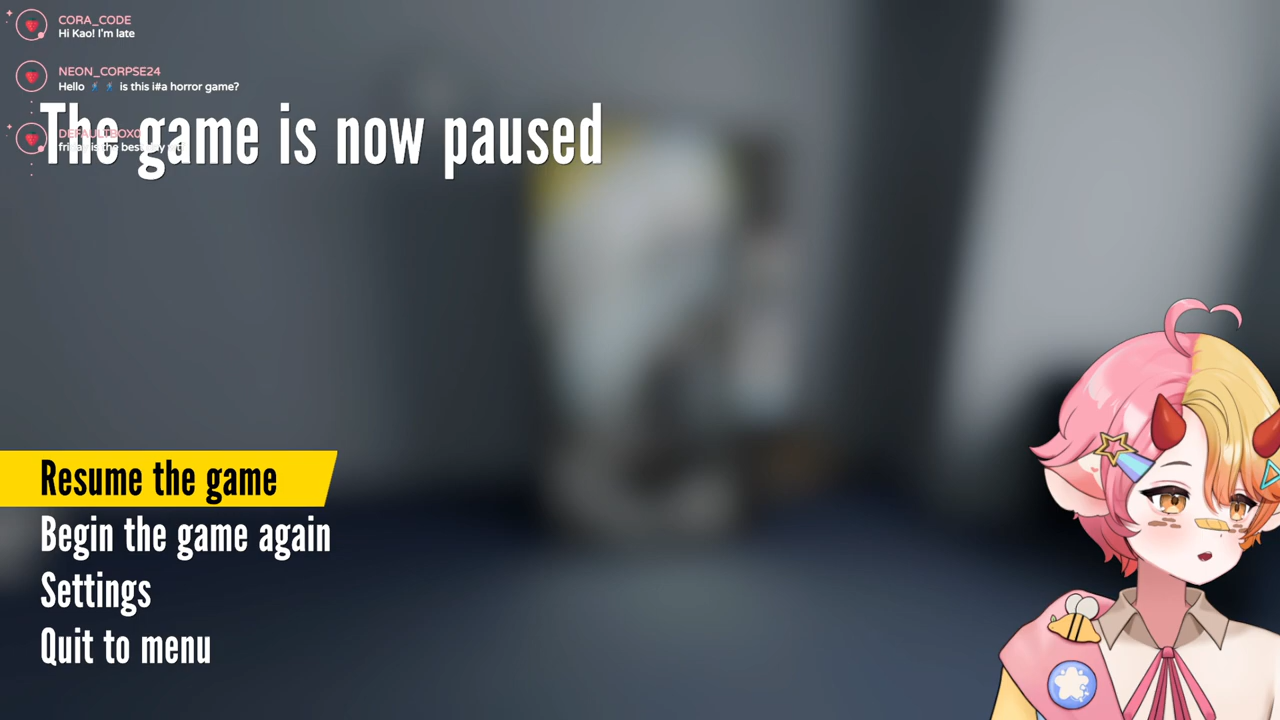 CORA_CODE
Hi Kao! I'm late
NEON_CORPSE24
Hello is this i#a horror game?
The game is now paused
Resume the game
Begin the game again
Settings
Quit to menu